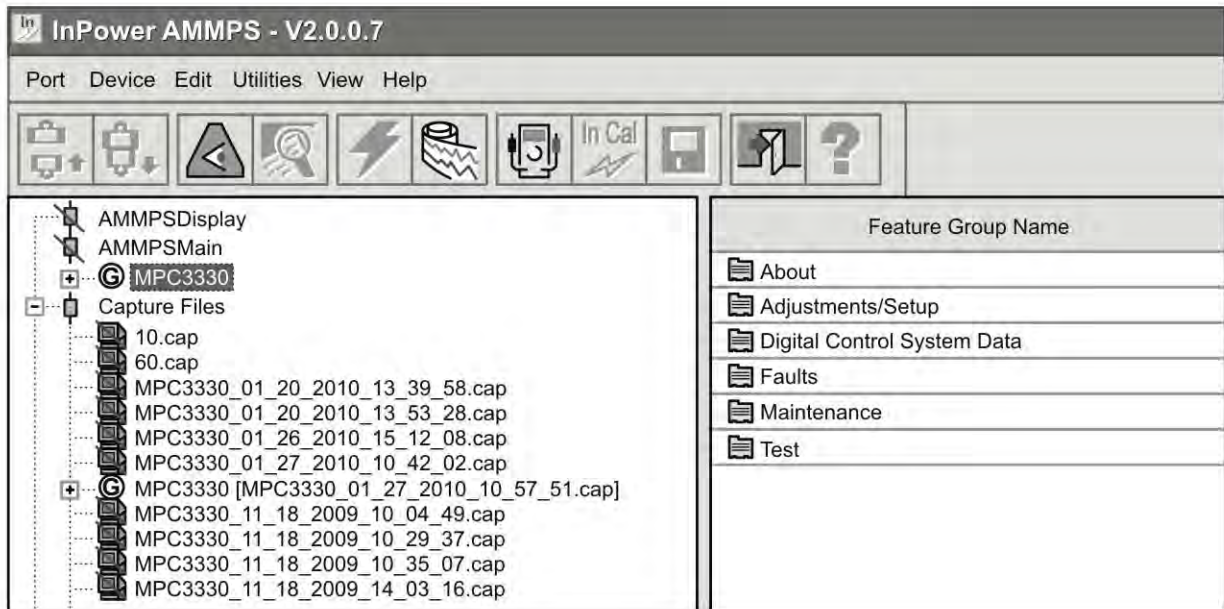 InPower AMMPS - V2.0.0.7
Port Device Edit Utilities View Help
In Cal
AMMPSDisplay
AMMPSMain
MPC3330
Capture Files
10.cap
60.cap
MPC3330_01_20_2010_13_39_58.cap
MPC3330_01_20_2010_13_53_28.cap
MPC3330_01_26_2010_15_12_08.cap
MPC3330_01_27_2010_10_42_02.cap
MPC3330 [MPC3330_01_27_2010_10_57_51.cap]
MPC3330_11_18_2009_10_04_49.cap
MPC3330_11_18_2009_10_29_37.cap
MPC3330_11_18_2009_10_35_07.cap
MPC3330_11_18_2009_14_03_16.cap
Feature Group Name
About
Adjustments/Setup
Digital Control System Data
Faults
Maintenance
Test